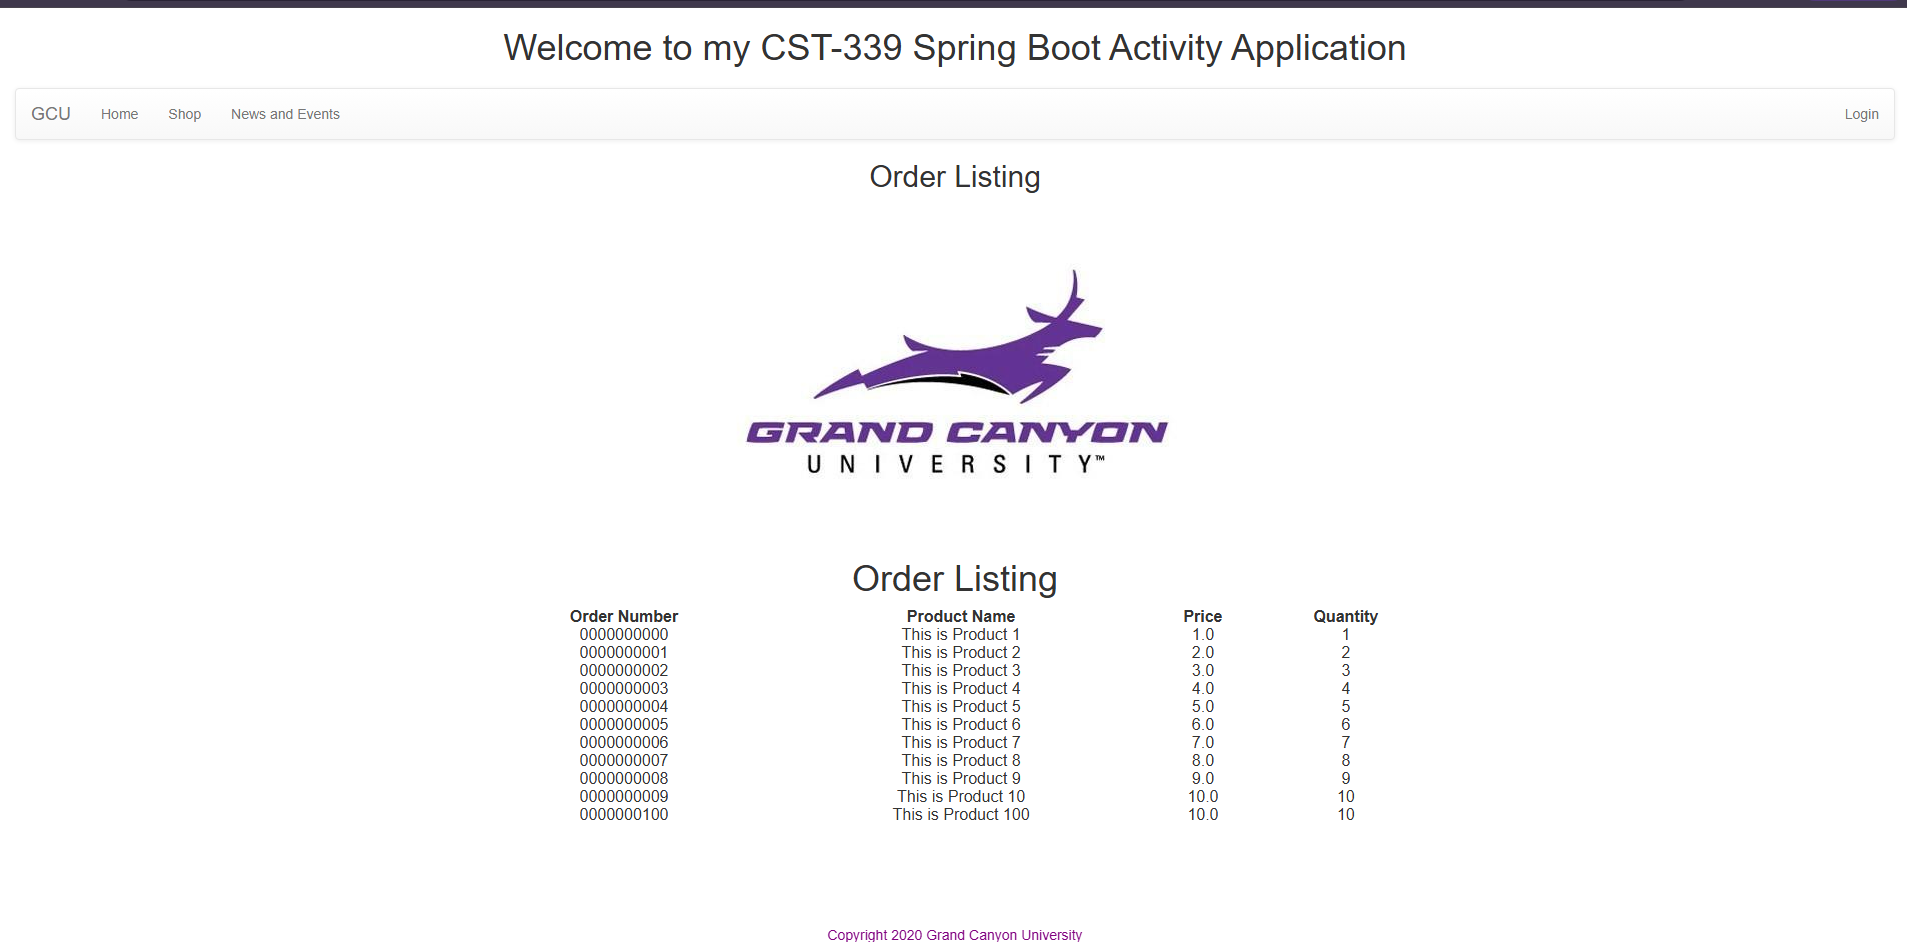 Welcome to my CST-339 Spring Boot Activity Application
GCU Home Shop News and Events Login
Order Listing
GRAND CANYON
UNIVERSITY™
Order Listing
Order Number Product Name Price Quantity
0000000000 This is Product 1 1.0 1
0000000001 This is Product 2 2.0 2
0000000002 This is Product 3 3.0 3
0000000003 This is Product 4 4.0 4
0000000004 This is Product 5 5.0 5
0000000005 This is Product 6 6.0 6
0000000006 This is Product 7 7.0 7
0000000007 This is Product 8 8.0 8
0000000008 This is Product 9 9.0 9
0000000009 This is Product 10 10.0 10
0000000100 This is Product 100 10.0 10
Copyright 2020 Grand Canyon University